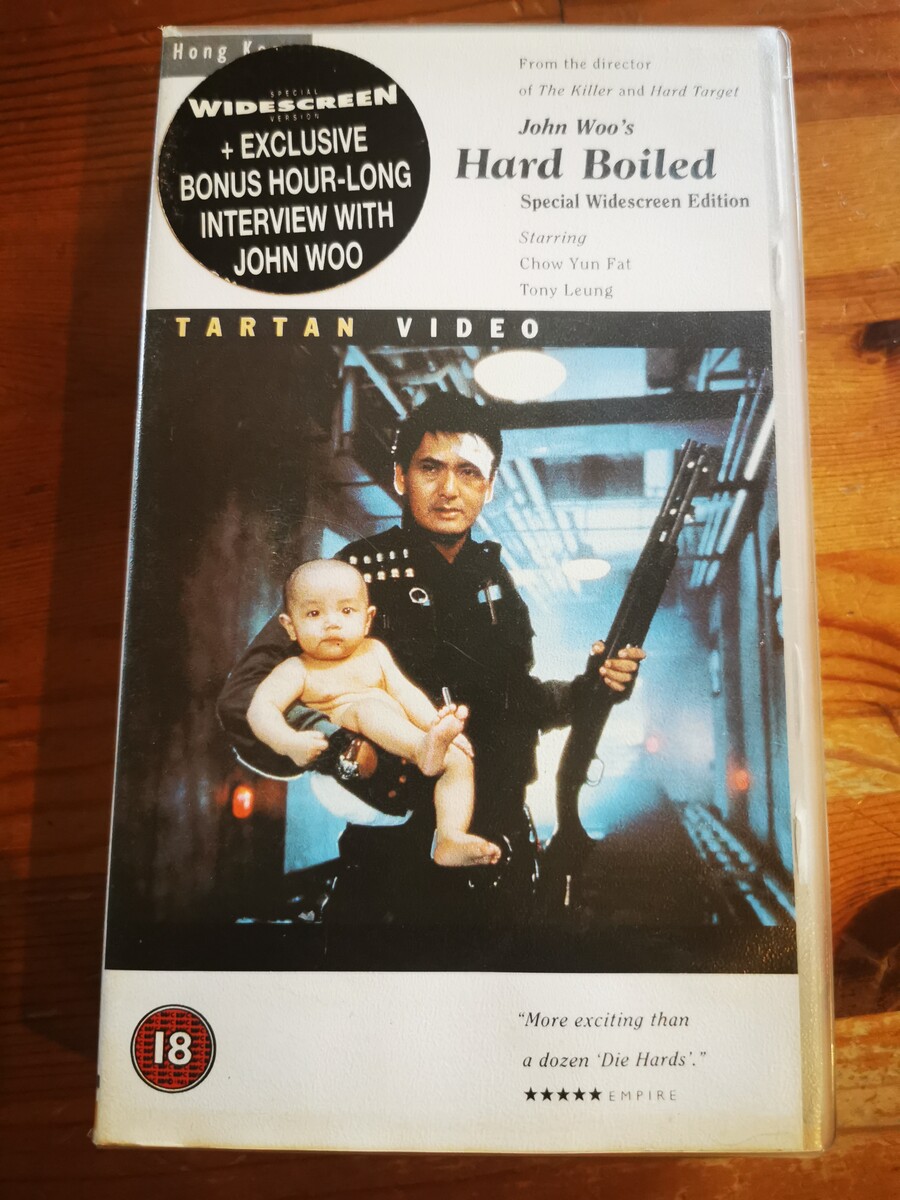 Hong
SPECIAL
WIDESCREEN
VERSION
+ EXCLUSIVE
BONUS HOUR-LONG
INTERVIEW WITH
JOHN WOO
From the director
of The Killer and Hard Target
John Woo's
Hard Boiled
Special Widescreen Edition
Starring
Chow Yun Fat
Tony Leung
TARTAN VIDEO
18
“More exciting than
a dozen ‘Die Hards’.”
★★★★★ EMPIRE